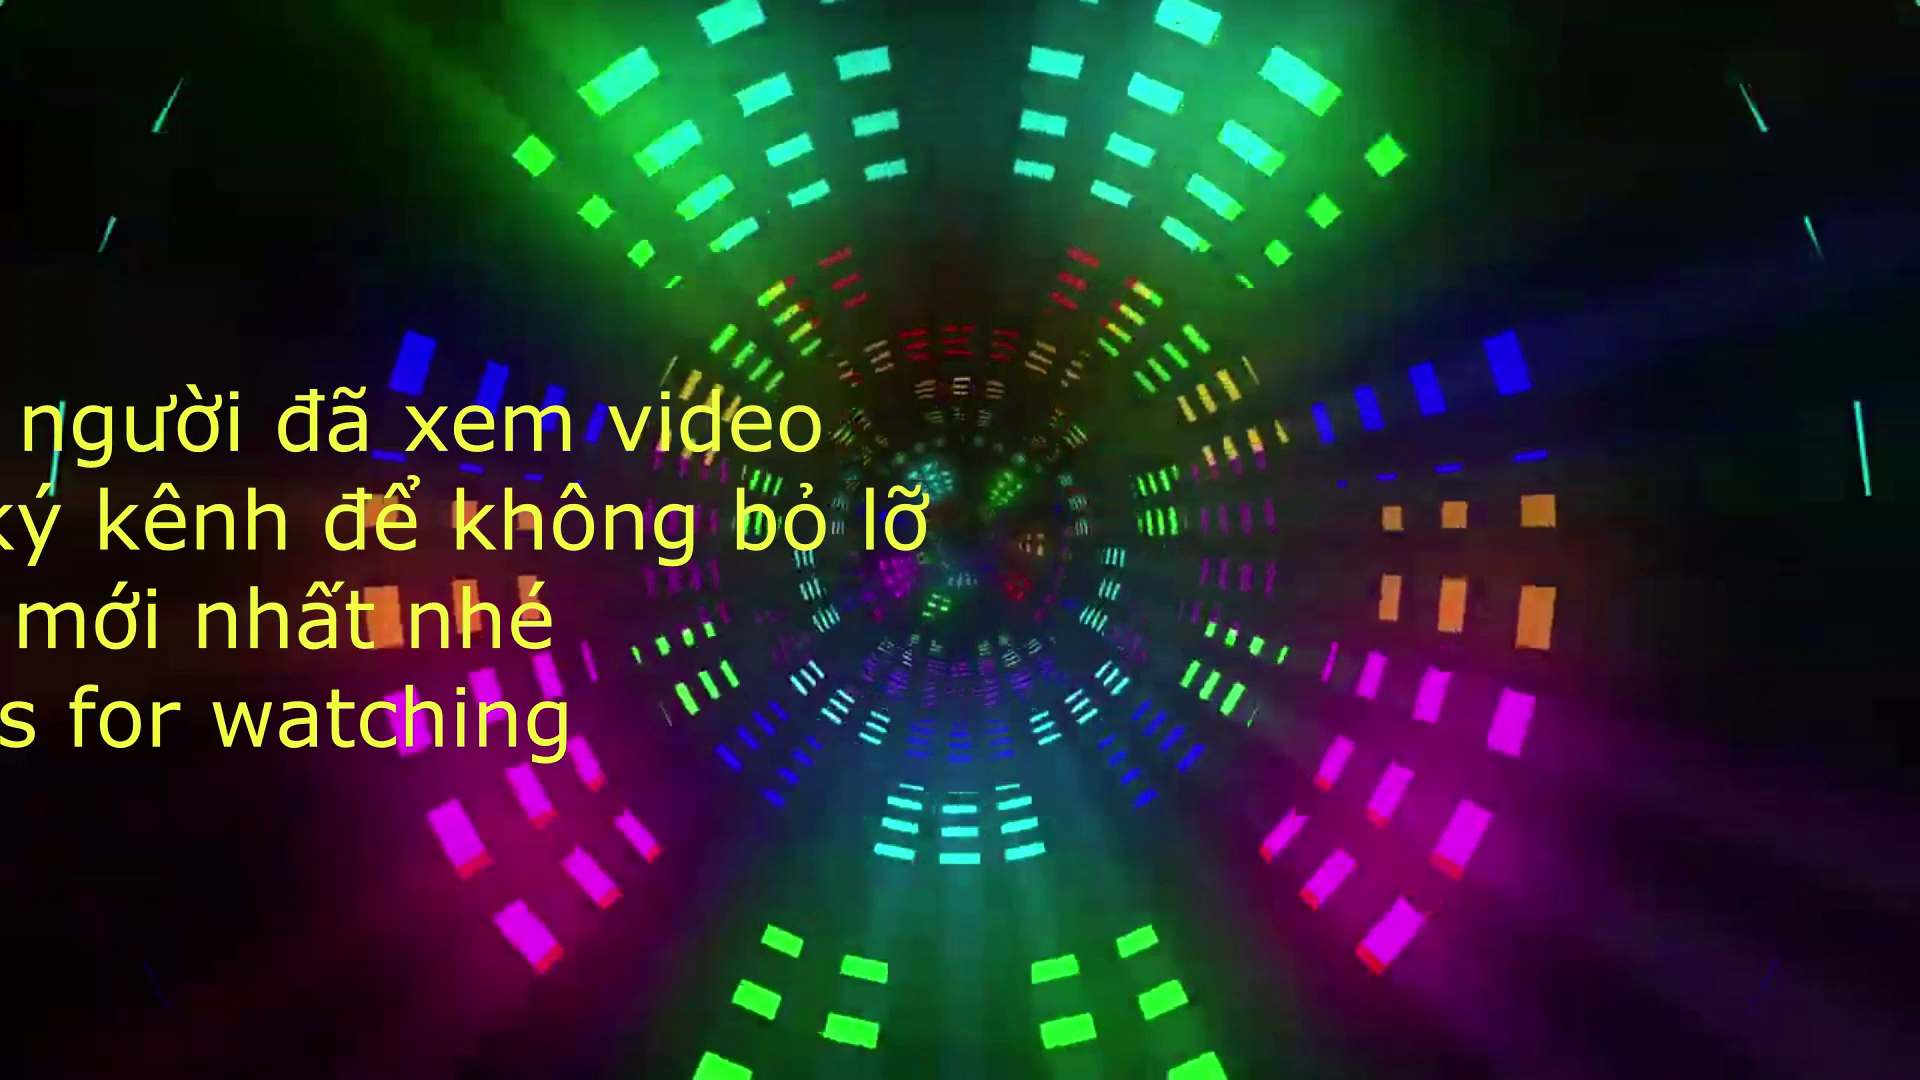 người đã xem video
ký kênh để không bỏ lỡ
mới nhất nhé
s for watching